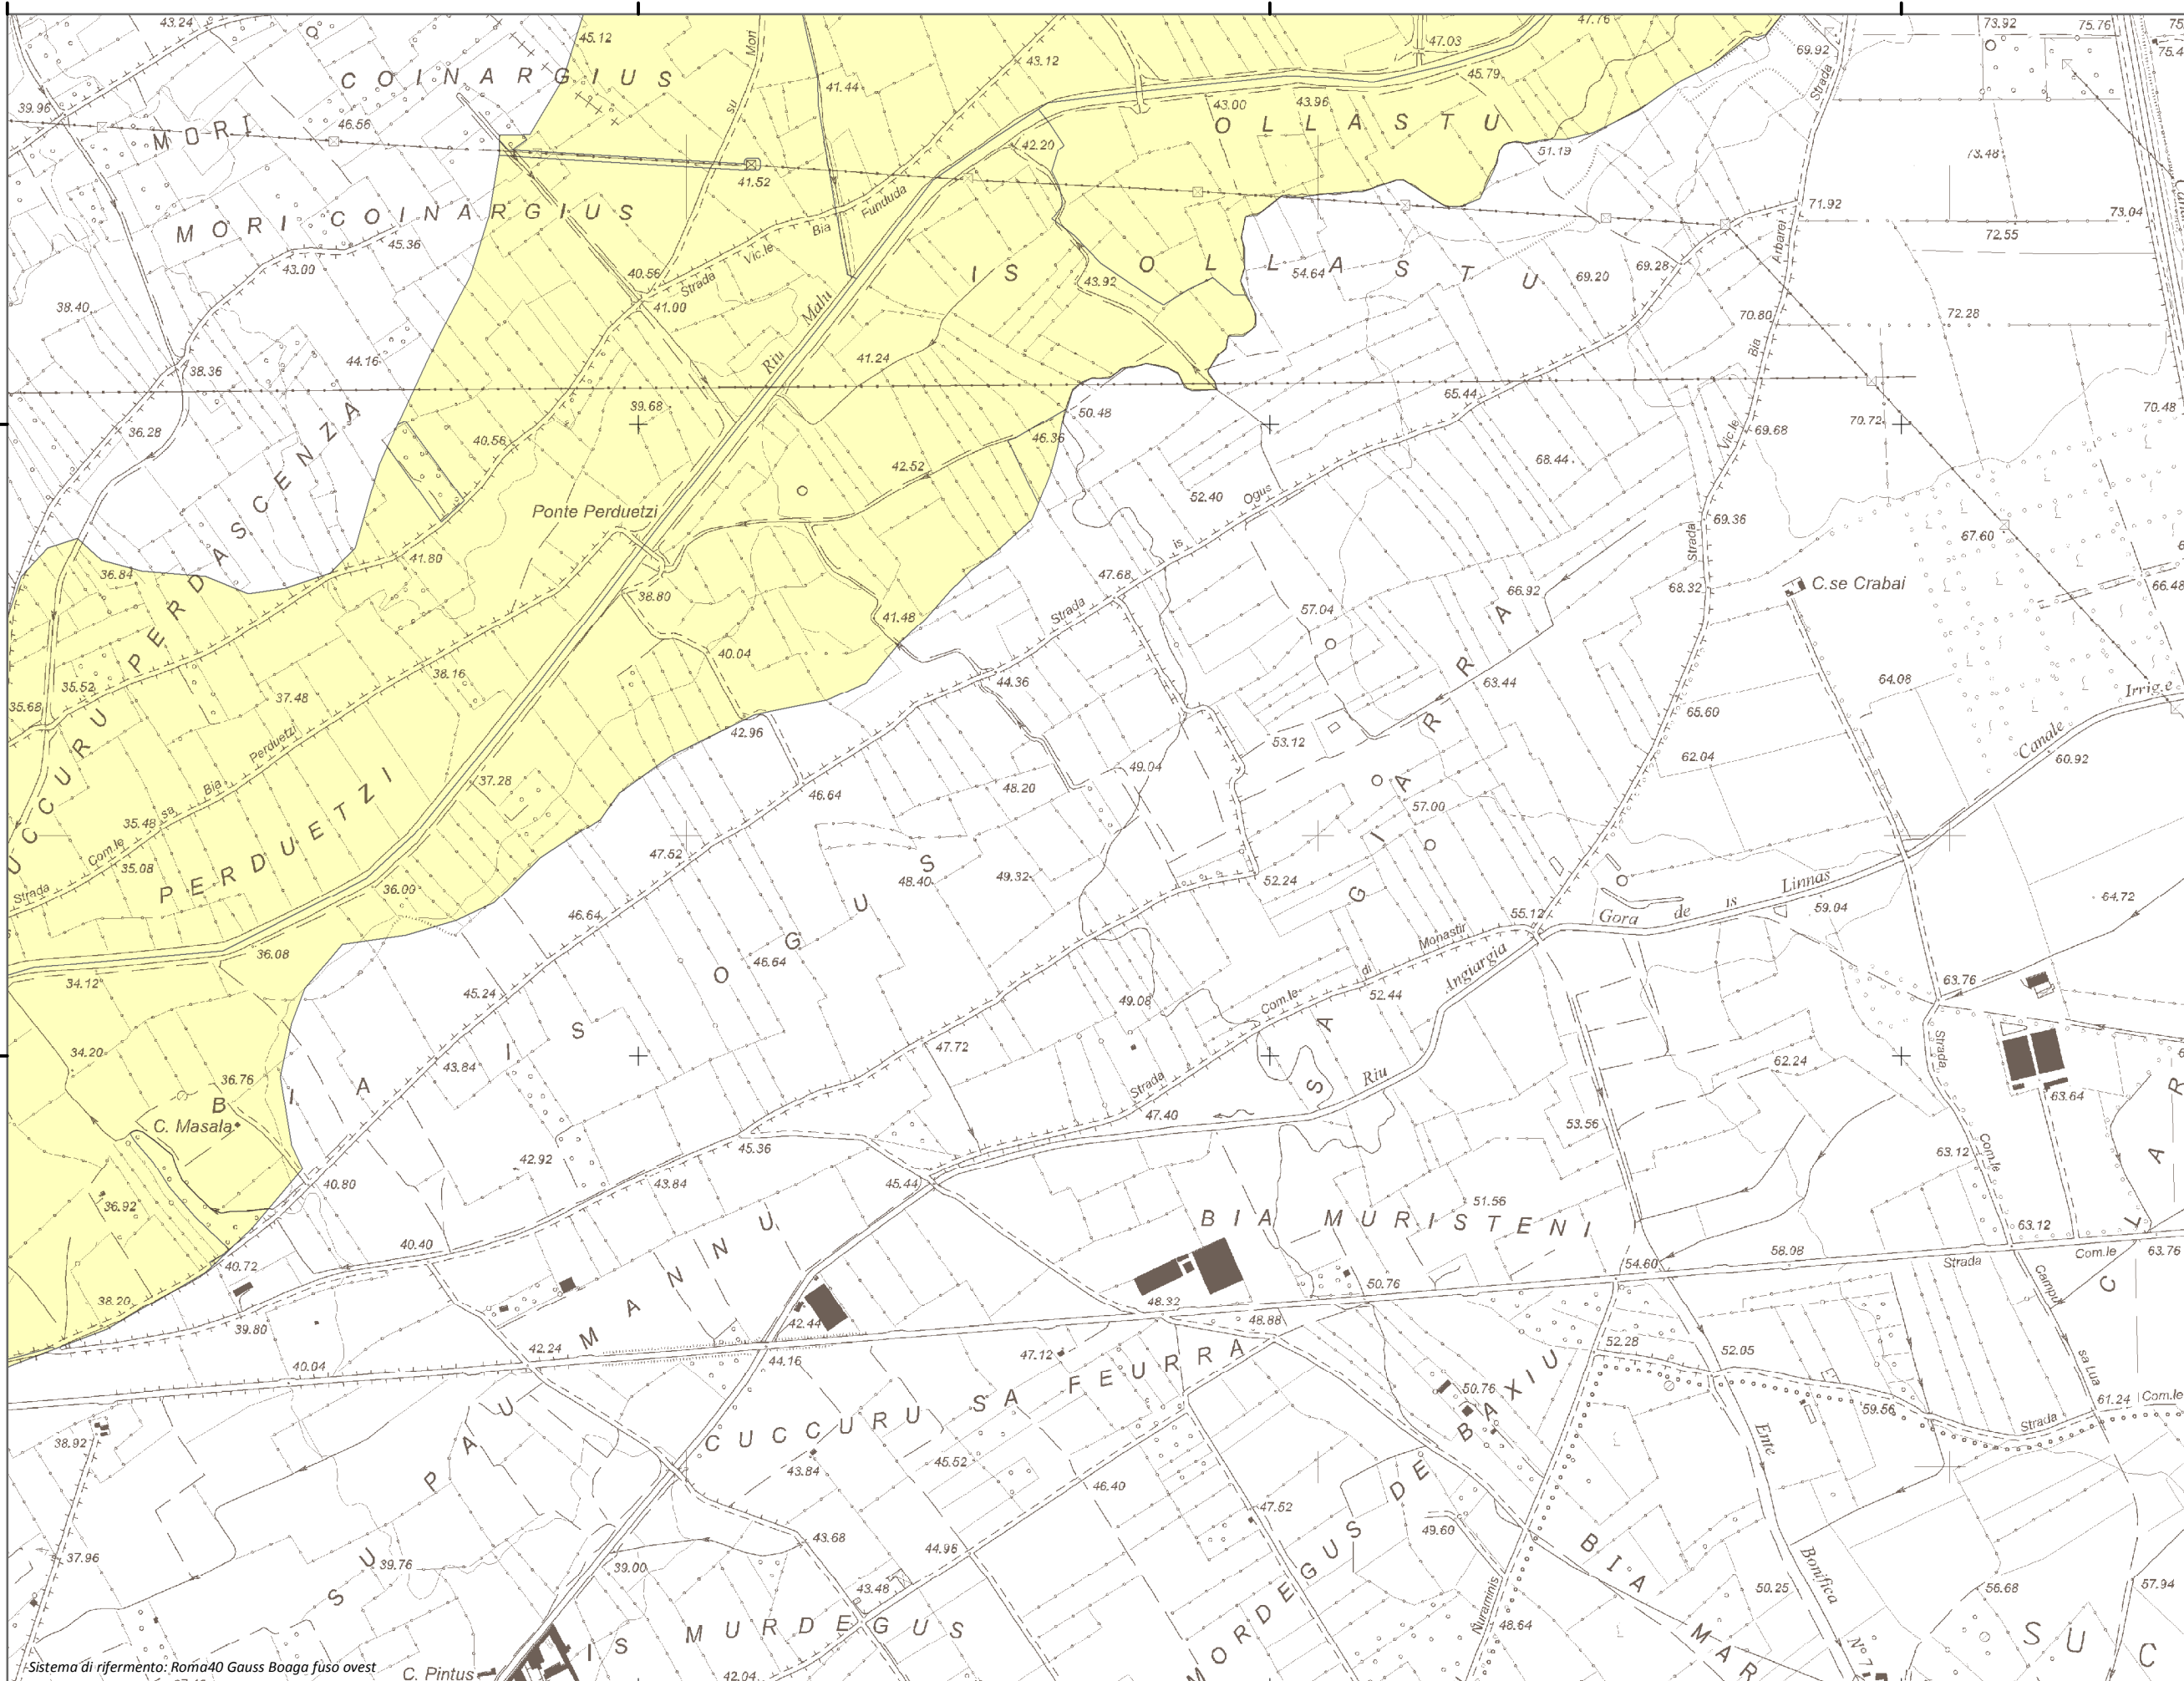 43.24
45.12
Mori
47.03
47.76
69.92
73.92
75.76
COINARGIUS
41.44
43.12
45.79
Strada
39.96
46.56
su
43.00
43.96
MORI
OLLASTU
42.20
51.19
73.48
41.52
Funduda
71.92
73.04
MORI COINARGIUS
45.36
Bia
Arbarei
72.55
43.00
40.56
Strada Vic.le
IS OLLASTU
54.64
69.20
69.28
38.40
41.00
Malu
43.92
70.80
72.28
44.16
Riu
41.24
Bia
38.36
39.68
50.48
65.44
70.48
36.28
40.56
46.36
Vic.le
69.68
70.72
42.52
68.44
Ponte Perduetzi
52.40
Ogus
69.36
is
Strada
67.60
36.84
41.80
47.68
38.80
66.92
68.32
C.se Crabai
66.48
CUCCURU PERDASCENZA
41.48
Strada
57.04
40.04
35.52
38.16
44.36
63.44
64.08
Irrig.e
35.68
37.48
65.60
Perduetzi
42.96
53.12
62.04
Canale
60.92
37.28
49.04
48.20
Bia
46.64
57.00
35.48
sa
Com.le
35.08
PERDUETZI
47.52
48.40
49.32
52.24
Linnas
Strada
36.00
is
59.04
64.72
46.64
55.12
Gora
de
SA GIARRA
Monastir
36.08
46.64
Angiargia
34.12
45.24
di
52.44
63.76
49.08
Com.le
BIA IS OGUS
34.20
43.84
47.72
62.24
Strada
36.76
Strada
Riu
63.64
C. Masala
47.40
53.56
45.36
42.92
63.12
Com.le
40.80
43.84
45.44
36.92
51.56
BIA MURISTENI
63.12
40.40
58.08
Com.le
63.76
40.72
54.60
Strada
50.76
Campu
38.20
48.32
39.80
42.44
48.88
42.24
52.28
52.05
40.04
44.16
47.12
sa Lua
SU PAU MANNU
50.76
61.24
Com.le
CUCCURU SA FEURRA
59.56
Strada
38.92
43.84
45.52
Ente
46.40
47.52
49.60
37.96
39.76
43.68
44.96
39.00
43.48
Bonifica
50.25
56.68
57.94
MORDEGUS DE BAXIU
Nuraminis
48.64
IS MURDEGUS
BIA MAR
SU C
N° 7
Sistema di rifermento: Roma40 Gauss Boaga fuso ovest
C. Pintus
42.04